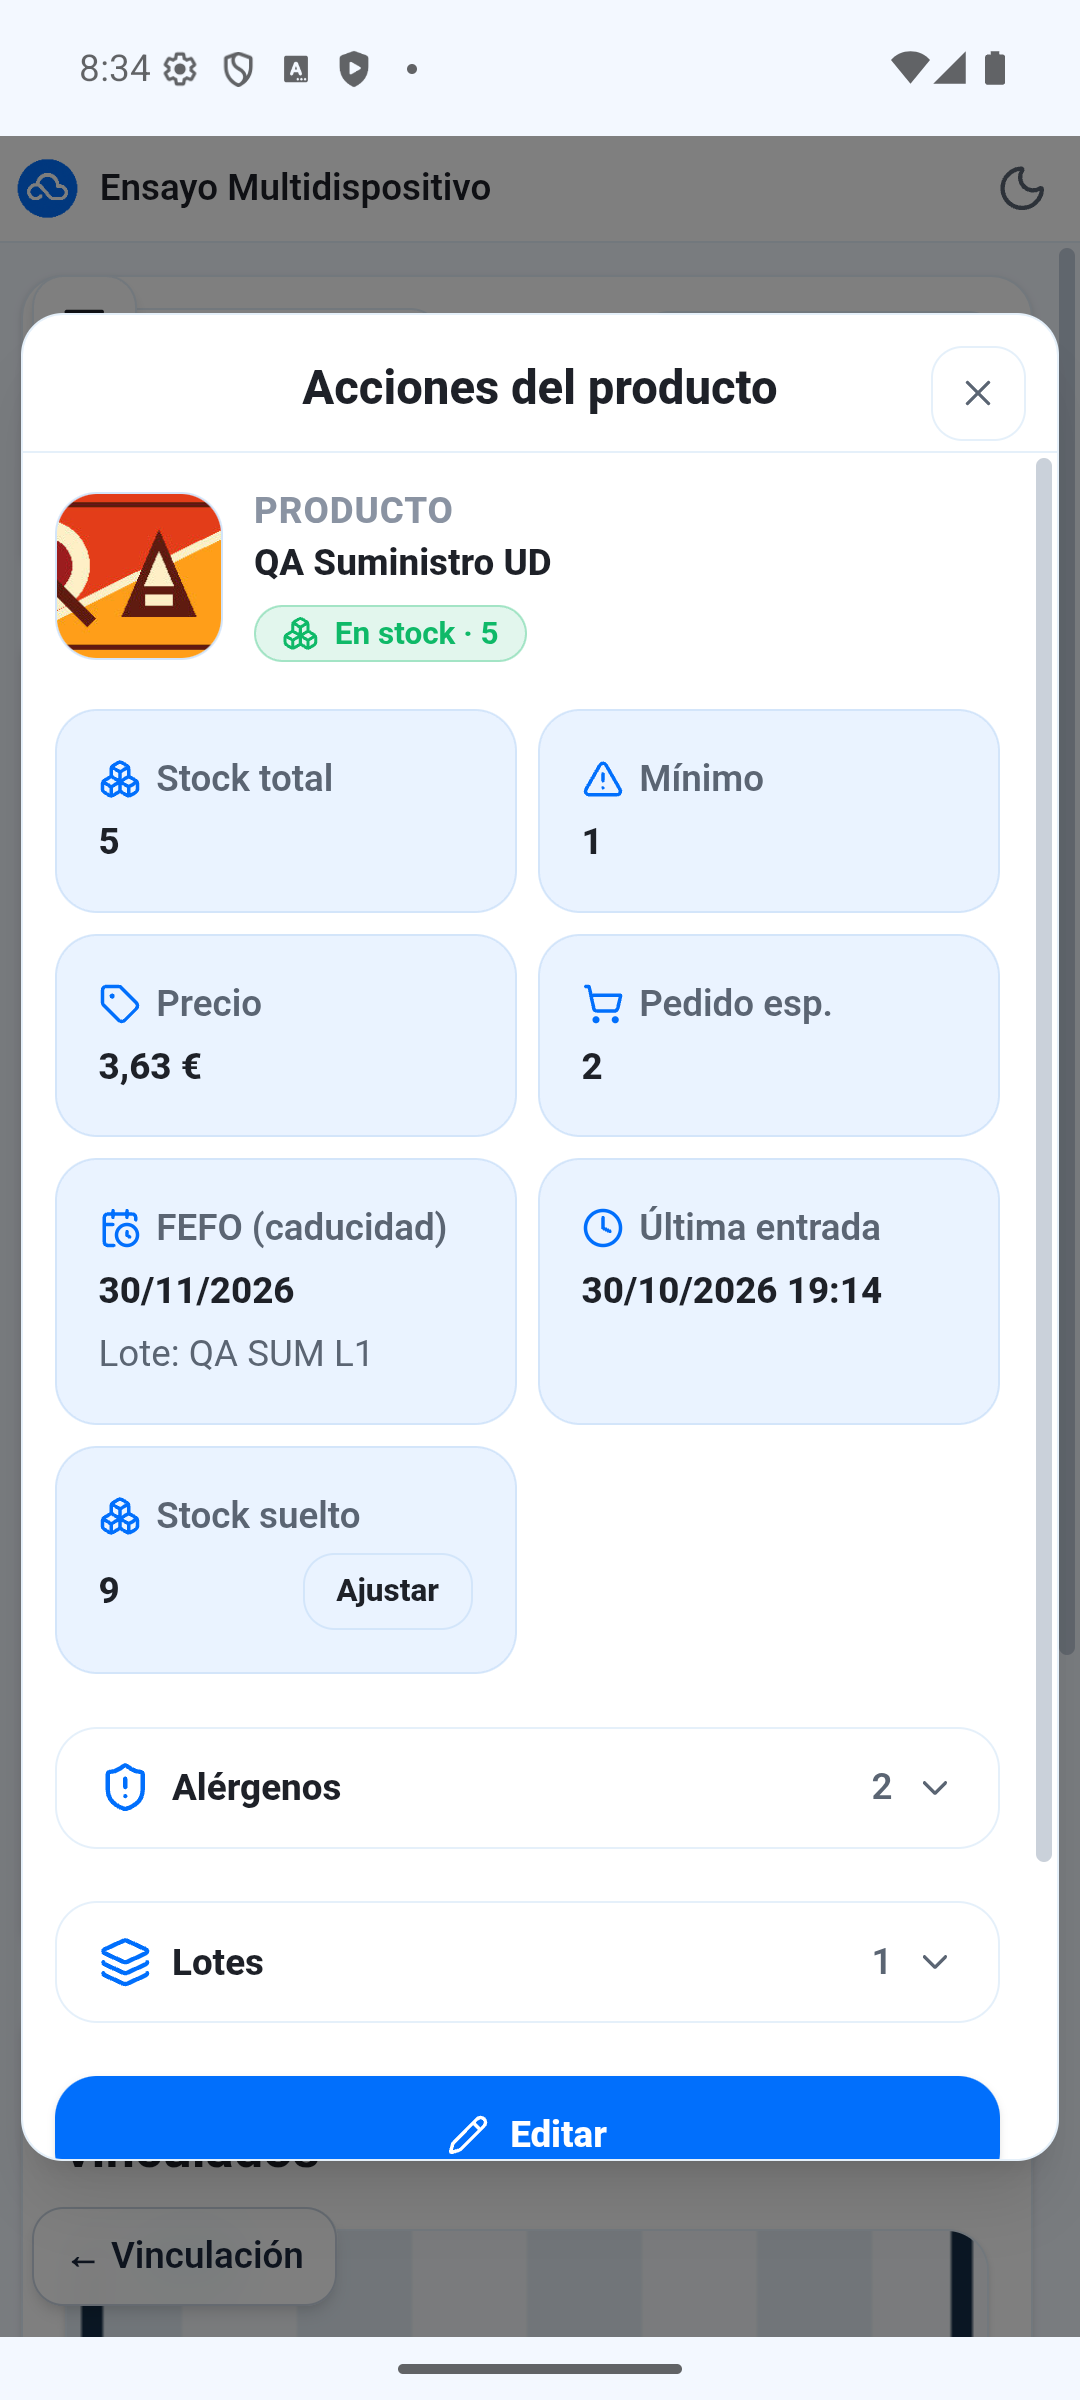 8:34
Ensayo Multidispositivo
Acciones del producto
PRODUCTO
QA Suministro UD
En stock · 5
Stock total
5
Mínimo
1
Precio
3,63 €
Pedido esp.
2
FEFO (caducidad)
30/11/2026
Lote: QA SUM L1
Última entrada
30/10/2026 19:14
Stock suelto
9
Ajustar
Alérgenos
2
Lotes
1
Editar
← Vinculación